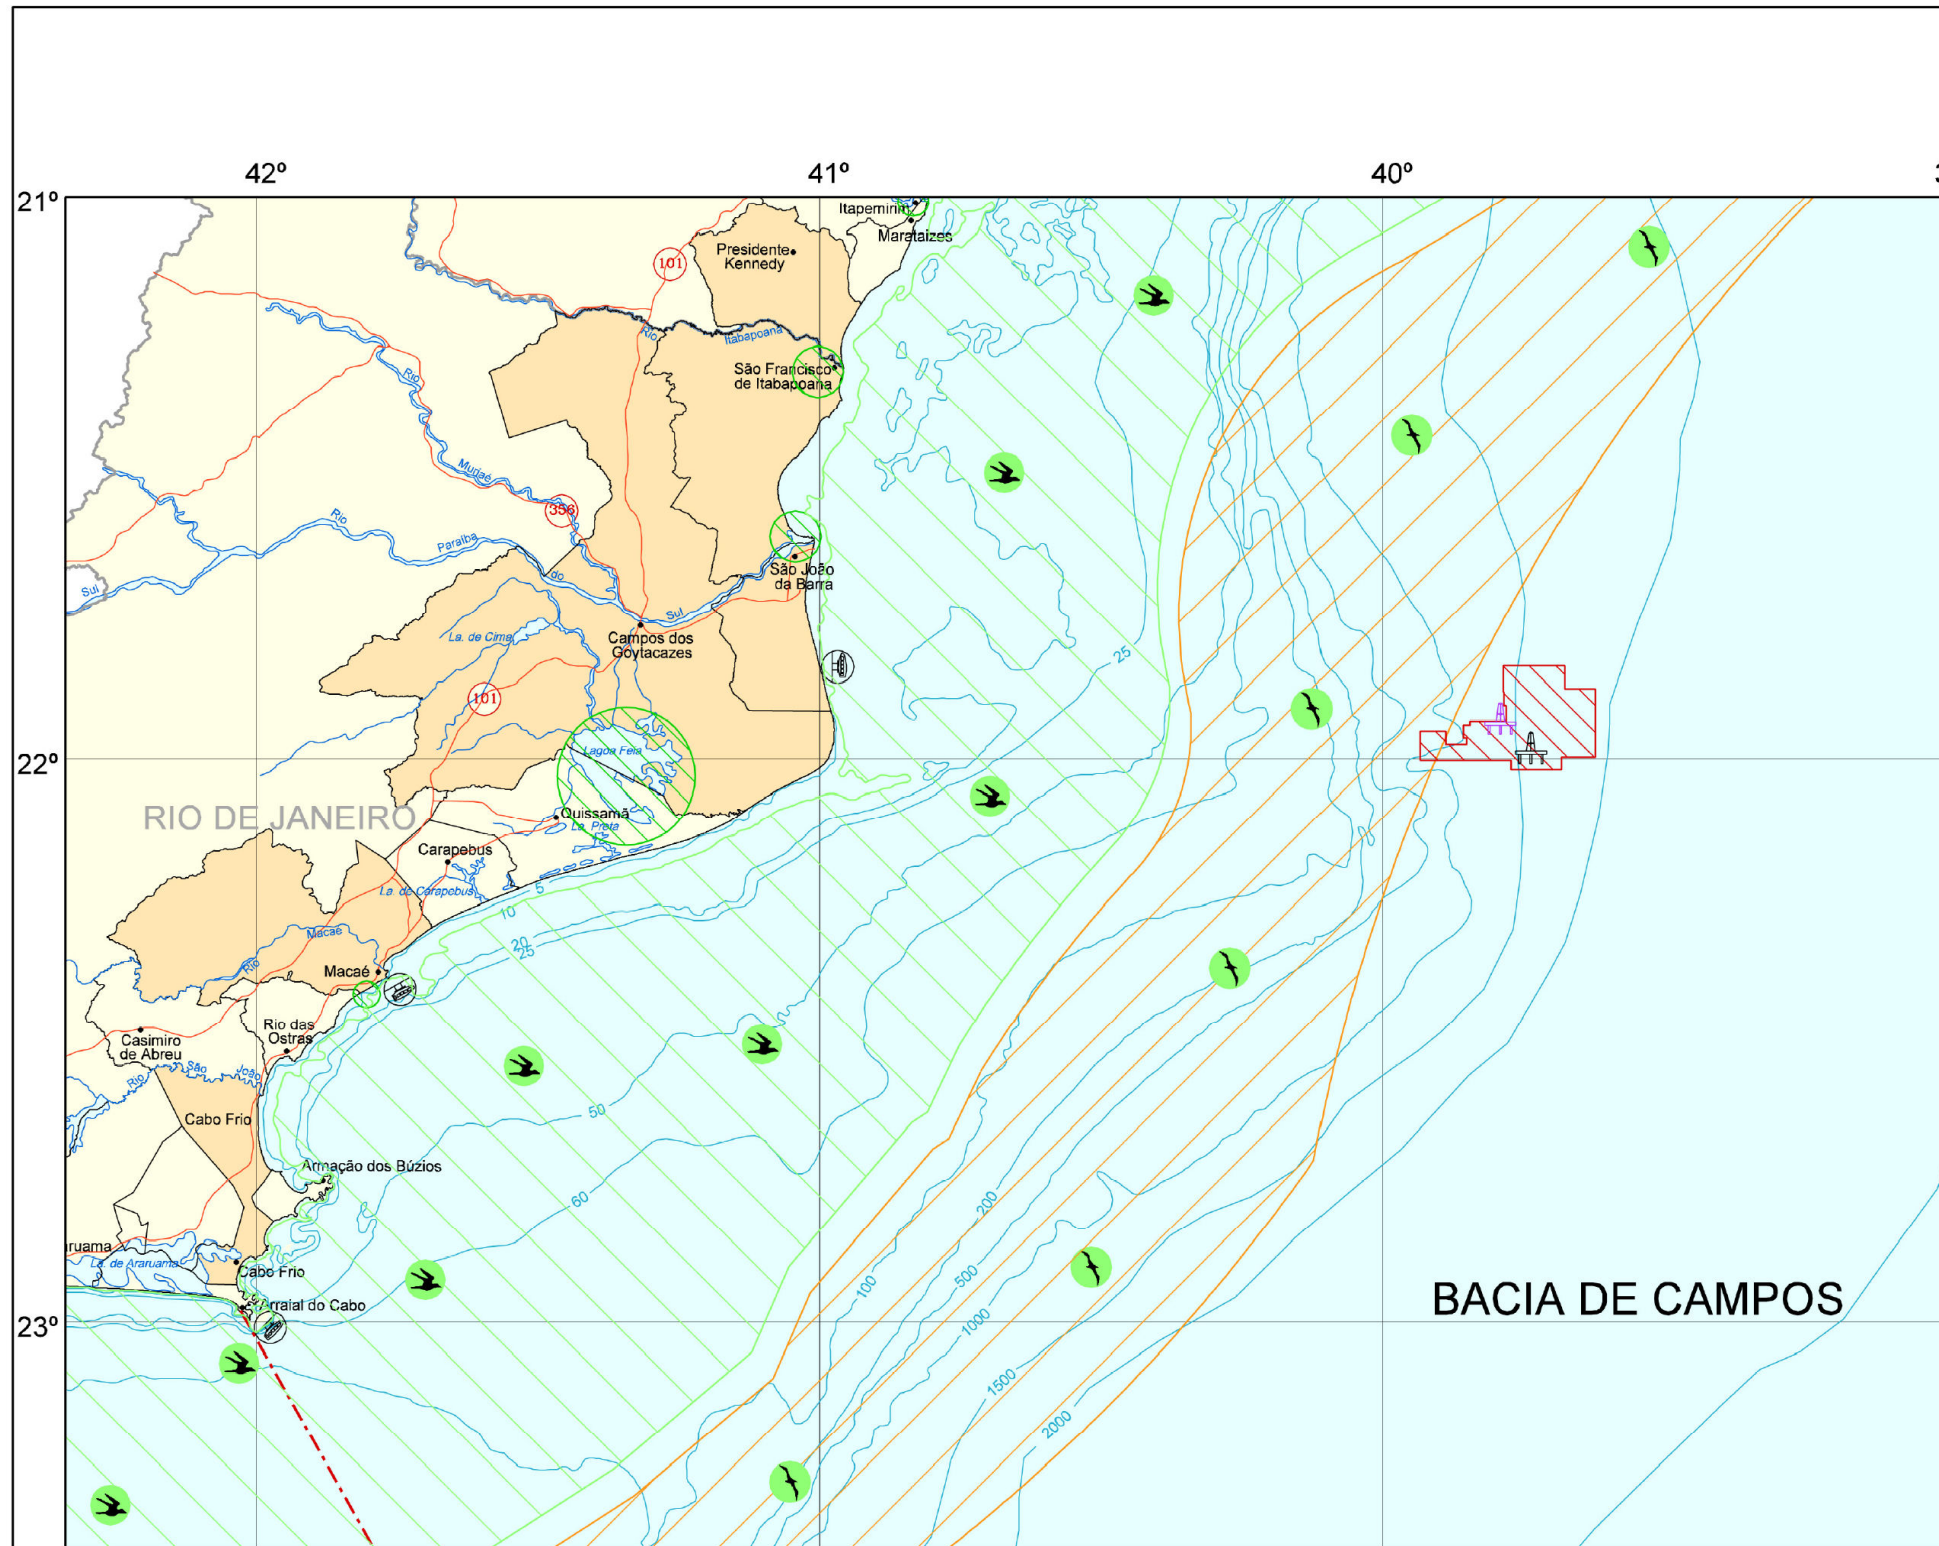 42º
41º
40º
21º
Itapemirim
Marataizes
Presidente
Kennedy
101
Rio
Itabapoana
São Francisco
de Itabapoana
Rio
Muriaé
356
Rio
Paraíba
do
Sul
Sul
São João
da Barra
La. de Cima
Campos dos
Goytacazes
25
101
Lagoa Feia
22º
RIO DE JANEIRO
Quissamã
La. Preta
Carapebus
La. de Carapebus
5
10
20
25
Macaé
Rio
Macaé
Rio das
Ostras
Casimiro
de Abreu
Rio
São
João
Cabo Frio
50
Armação dos Búzios
60
200
100
500
1000
1500
2000
ruama
La. de Araruama
Cabo Frio
Arraial do Cabo
BACIA DE CAMPOS
23º